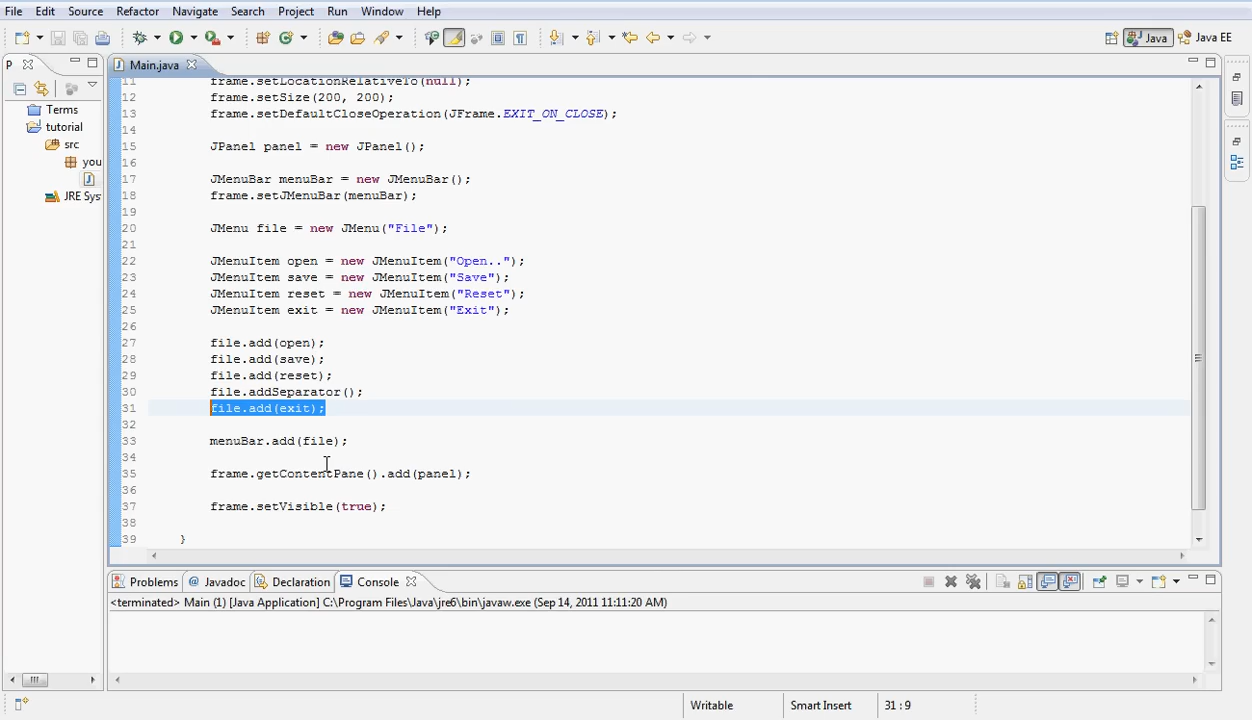 File Edit Source Refactor Navigate Search Project Run Window Help
Java Java EE
P Main.java
Terms
tutorial
src
you
J
JRE Sys
11 frame.setLocationRelativeTo(null);
12 frame.setSize(200, 200);
13 frame.setDefaultCloseOperation(JFrame.EXIT_ON_CLOSE);
14
15 JPanel panel = new JPanel();
16
17 JMenuBar menuBar = new JMenuBar();
18 frame.setJMenuBar(menuBar);
19
20 JMenu file = new JMenu("File");
21
22 JMenuItem open = new JMenuItem("Open..");
23 JMenuItem save = new JMenuItem("Save");
24 JMenuItem reset = new JMenuItem("Reset");
25 JMenuItem exit = new JMenuItem("Exit");
26
27 file.add(open);
28 file.add(save);
29 file.add(reset);
30 file.addSeparator();
31 file.add(exit);
32
33 menuBar.add(file);
34
35 frame.getContentPane().add(panel);
36
37 frame.setVisible(true);
38
39 }
Problems @ Javadoc Declaration Console
<terminated> Main (1) [Java Application] C:\Program Files\Java\jre6\bin\javaw.exe (Sep 14, 2011 11:11:20 AM)
Writable Smart Insert 31 : 9